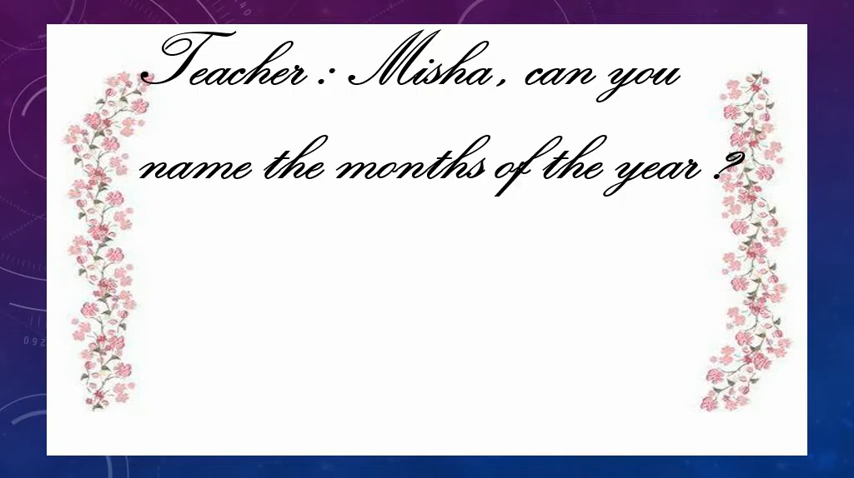 Teacher : Misha, can you
name the months of the year ?